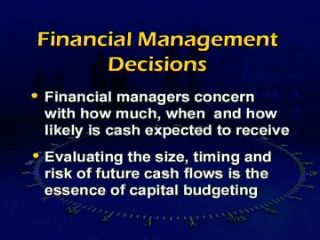 Financial Management
Decisions
• Financial managers concern
with how much, when and how
likely is cash expected to receive
• Evaluating the size, timing and
risk of future cash flows is the
essence of capital budgeting